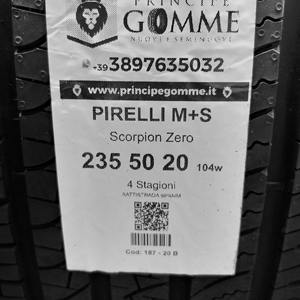 PRINCIPE
GOMME
NUOVE E SEMINUOVE
+39 3897635032
www.principegomme.it
PIRELLI M+S
Scorpion Zero
235 50 20 104w
4 Stagioni
Cod: 187 - 20 B